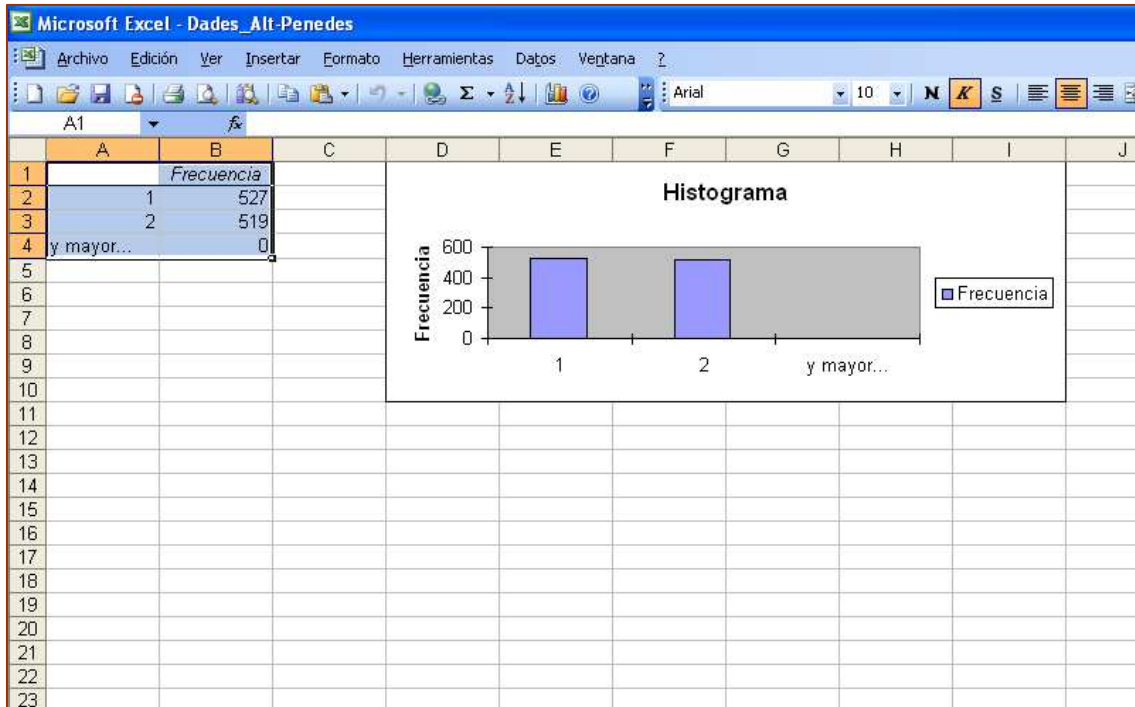 Microsoft Excel - Dades_Alt-Penedes
Archivo Edición Ver Insertar Formato Herramientas Datos Ventana ?
Σ Arial 10 N K S
A1 fx
A B C D E F G H I J
1 Frecuencia
2 1 527
3 2 519
4 y mayor... 0
5
6
7
8
9
10
11
12
13
14
15
16
17
18
19
20
21
22
23
Histograma
Frecuencia
600
400
200
0
1 2 y mayor...
Frecuencia